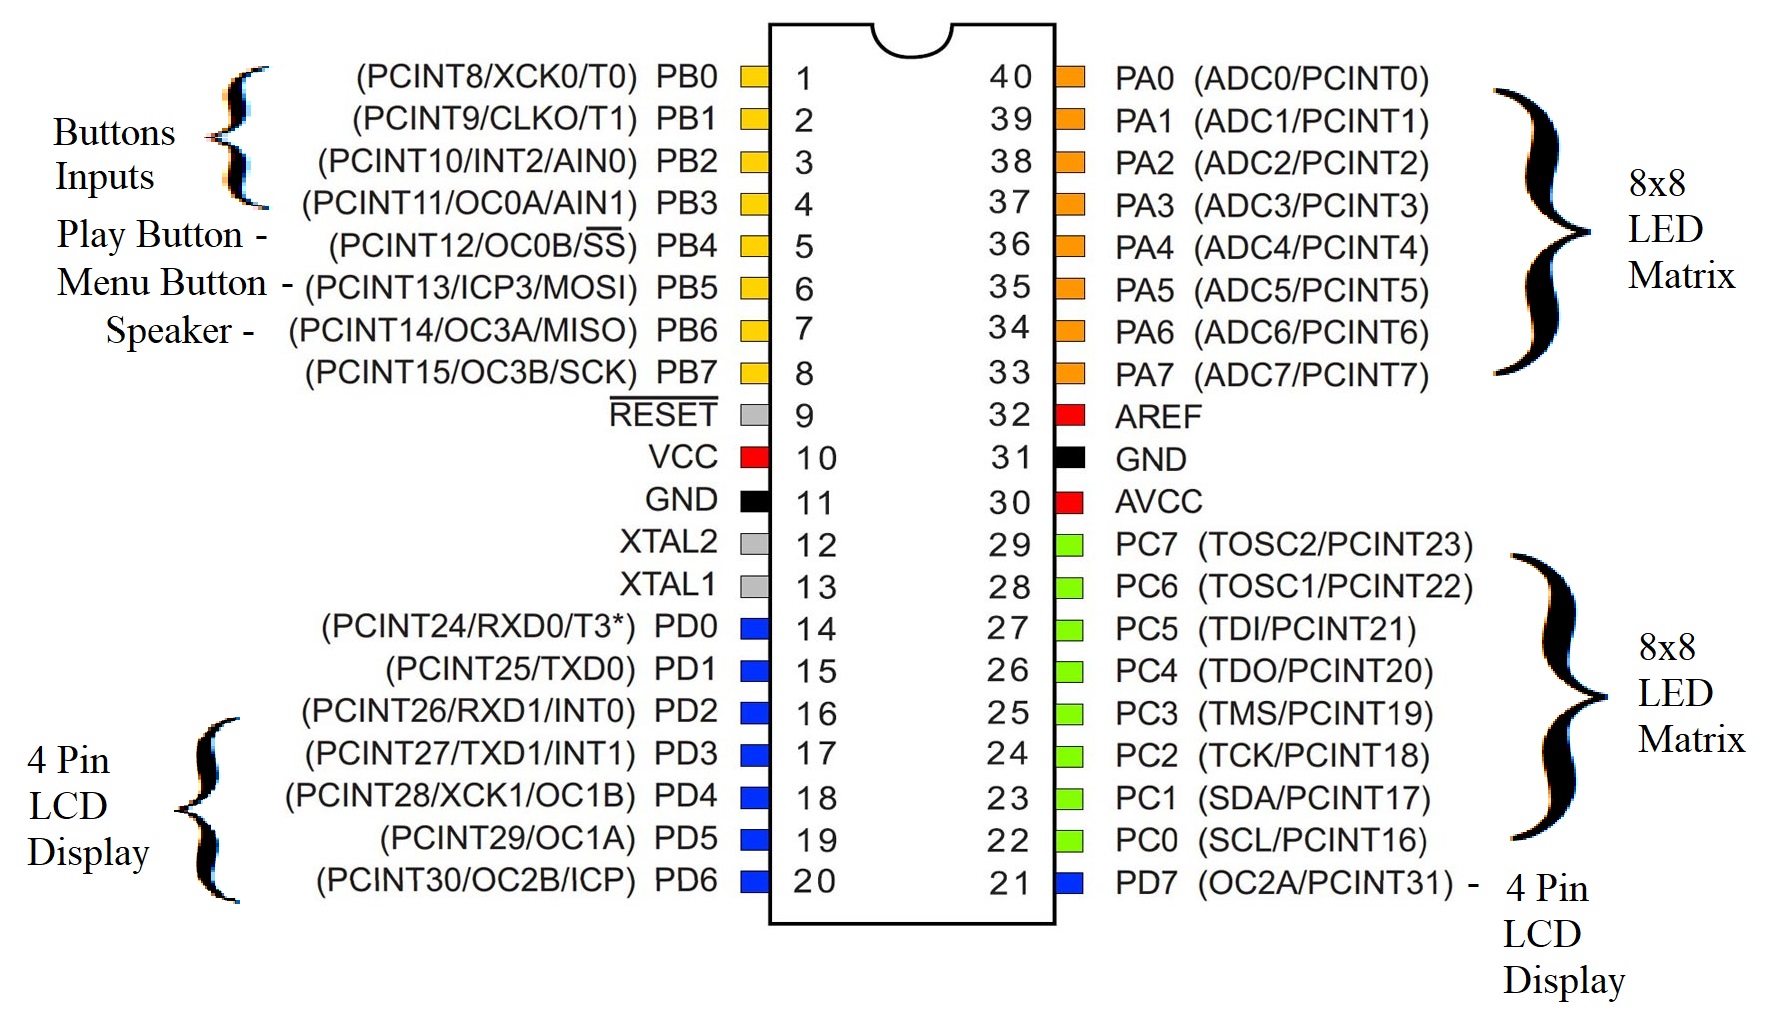 (PCINT8/XCK0/T0) PB0 1 40 PA0 (ADC0/PCINT0)
(PCINT9/CLKO/T1) PB1 2 39 PA1 (ADC1/PCINT1)
Buttons
Inputs
(PCINT10/INT2/AIN0) PB2 3 38 PA2 (ADC2/PCINT2)
(PCINT11/OC0A/AIN1) PB3 4 37 PA3 (ADC3/PCINT3)
8x8
LED
Matrix
Play Button - (PCINT12/OC0B/SS) PB4 5 36 PA4 (ADC4/PCINT4)
Menu Button - (PCINT13/ICP3/MOSI) PB5 6 35 PA5 (ADC5/PCINT5)
Speaker - (PCINT14/OC3A/MISO) PB6 7 34 PA6 (ADC6/PCINT6)
(PCINT15/OC3B/SCK) PB7 8 33 PA7 (ADC7/PCINT7)
RESET 9 32 AREF
VCC 10 31 GND
GND 11 30 AVCC
XTAL2 12 29 PC7 (TOSC2/PCINT23)
XTAL1 13 28 PC6 (TOSC1/PCINT22)
(PCINT24/RXD0/T3*) PD0 14 27 PC5 (TDI/PCINT21)
(PCINT25/TXD0) PD1 15 26 PC4 (TDO/PCINT20)
8x8
LED
Matrix
(PCINT26/RXD1/INT0) PD2 16 25 PC3 (TMS/PCINT19)
(PCINT27/TXD1/INT1) PD3 17 24 PC2 (TCK/PCINT18)
4 Pin
LCD
Display
(PCINT28/XCK1/OC1B) PD4 18 23 PC1 (SDA/PCINT17)
(PCINT29/OC1A) PD5 19 22 PC0 (SCL/PCINT16)
(PCINT30/OC2B/ICP) PD6 20 21 PD7 (OC2A/PCINT31) - 4 Pin
LCD
Display